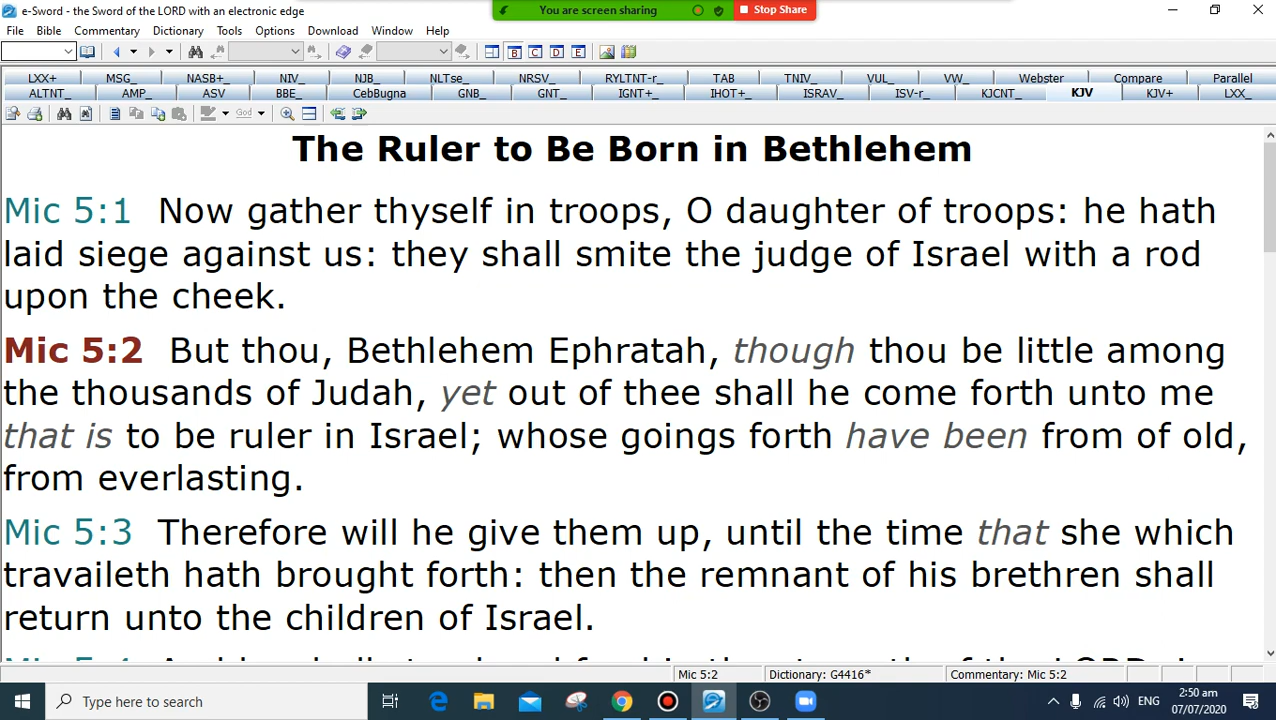 e-Sword - the Sword of the LORD with an electronic edge
You are screen sharing
Stop Share
File Bible Commentary Dictionary Tools Options Download Window Help
B C D E
LXX+ MSG_ NASB+_ NIV_ NJB_ NLTse_ NRSV_ RYLTNT-r_ TAB TNIV_ VUL_ VW_ Webster Compare Parallel
ALTNT_ AMP_ ASV BBE_ CebBugna GNB_ GNT_ IGNT+_ IHOT+_ ISRAV_ ISV-r_ KJCNT_ KJV KJV+ LXX_
God
The Ruler to Be Born in Bethlehem
Mic 5:1 Now gather thyself in troops, O daughter of troops: he hath
laid siege against us: they shall smite the judge of Israel with a rod
upon the cheek.
Mic 5:2 But thou, Bethlehem Ephratah, though thou be little among
the thousands of Judah, yet out of thee shall he come forth unto me
that is to be ruler in Israel; whose goings forth have been from of old,
from everlasting.
Mic 5:3 Therefore will he give them up, until the time that she which
travaileth hath brought forth: then the remnant of his brethren shall
return unto the children of Israel.
Mic 5:2 Dictionary: G4416* Commentary: Mic 5:2
Type here to search
ENG
2:50 am
07/07/2020